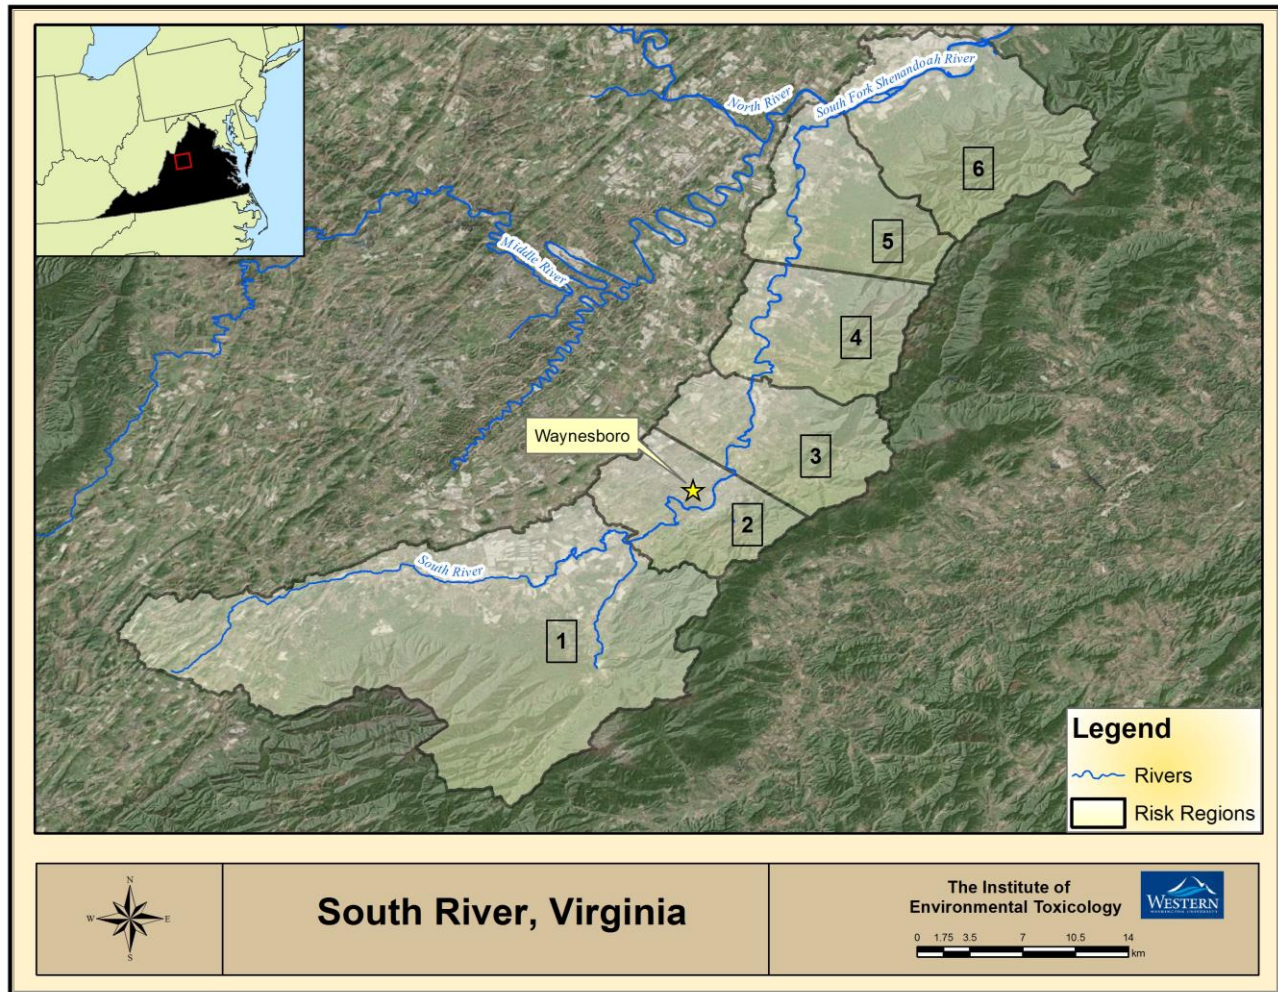 North River
South Fork Shenandoah River
6
Middle River
5
4
Waynesboro
3
2
South River
1
Legend
Rivers
Risk Regions
N
W
E
S
South River, Virginia
The Institute of
Environmental Toxicology
WESTERN
WASHINGTON UNIVERSITY
0 1.75 3.5 7 10.5 14
km